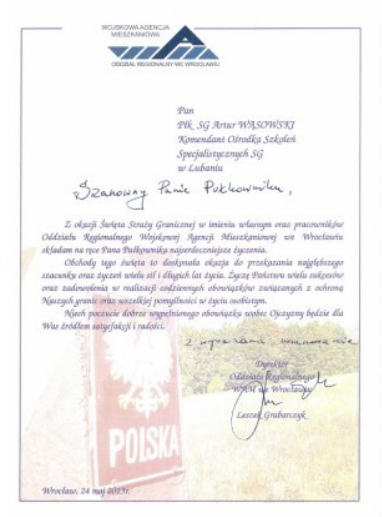 WOJSKOWA AGENCJA
MIESZKANIOWA
ODDZIAŁ REGIONALNY WE WROCŁAWIU
Pan
Płk SG Artur WĄSOWSKI
Komendant Ośrodka Szkoleń
Specjalistycznych SG
w Lubaniu
Szanowny Panie Pułkowniku,
Z okazji Święta Straży Granicznej w imieniu własnym oraz pracowników
Oddziału Regionalnego Wojskowej Agencji Mieszkaniowej we Wrocławiu
składam na ręce Pana Pułkownika najserdeczniejsze życzenia.
Obchody tego święta to doskonała okazja do przekazania najgłębszego
szacunku oraz życzeń wielu sił i długich lat życia. Życzę Państwu wielu sukcesów
oraz zadowolenia w realizacji codziennych obowiązków związanych z ochroną
Naszych granic oraz wszelkiej pomyślności w życiu osobistym.
Niech poczucie dobrze wypełnionego obowiązku wobec Ojczyzny będzie dla
Was źródłem satysfakcji i radości.
z wyrazami
Dyrektor
Oddziału Regionalnego
WAM we Wrocławiu
Leszek Grabarczyk
POLSKA
Wrocław, 24 maj 2013r.